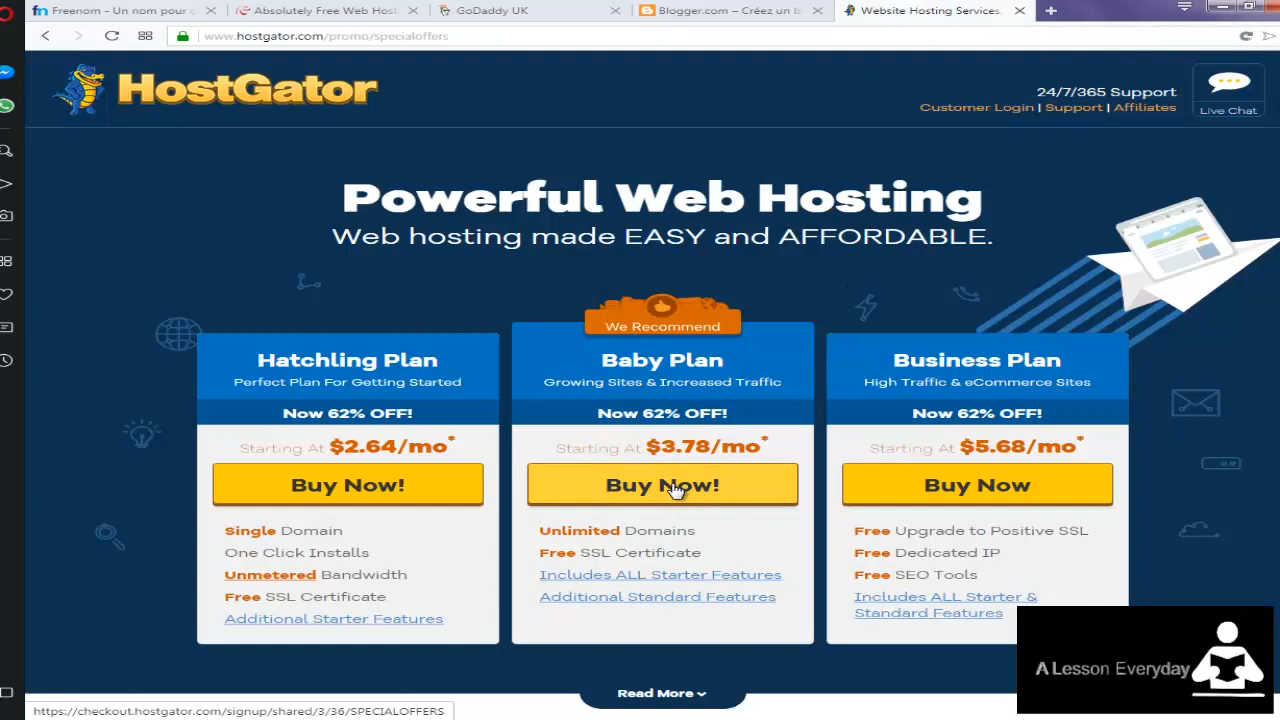 Freenom - Un nom pour c
Absolutely Free Web Host
GoDaddy UK
Blogger.com – Créez un b
Website Hosting Services,
www.hostgator.com/promo/specialoffers
HostGator
24/7/365 Support
Customer Login | Support | Affiliates
Live Chat
Powerful Web Hosting
Web hosting made EASY and AFFORDABLE.
We Recommend
Hatchling Plan
Perfect Plan For Getting Started
Now 62% OFF!
Starting At $2.64/mo*
Buy Now!
Single Domain
One Click Installs
Unmetered Bandwidth
Free SSL Certificate
Additional Starter Features
Baby Plan
Growing Sites & Increased Traffic
Now 62% OFF!
Starting At $3.78/mo*
Buy Now!
Unlimited Domains
Free SSL Certificate
Includes ALL Starter Features
Additional Standard Features
Business Plan
High Traffic & eCommerce Sites
Now 62% OFF!
Starting At $5.68/mo*
Buy Now
Free Upgrade to Positive SSL
Free Dedicated IP
Free SEO Tools
Includes ALL Starter &
Standard Features
A Lesson Everyday
Read More
https://checkout.hostgator.com/signup/shared/3/36/SPECIALOFFERS